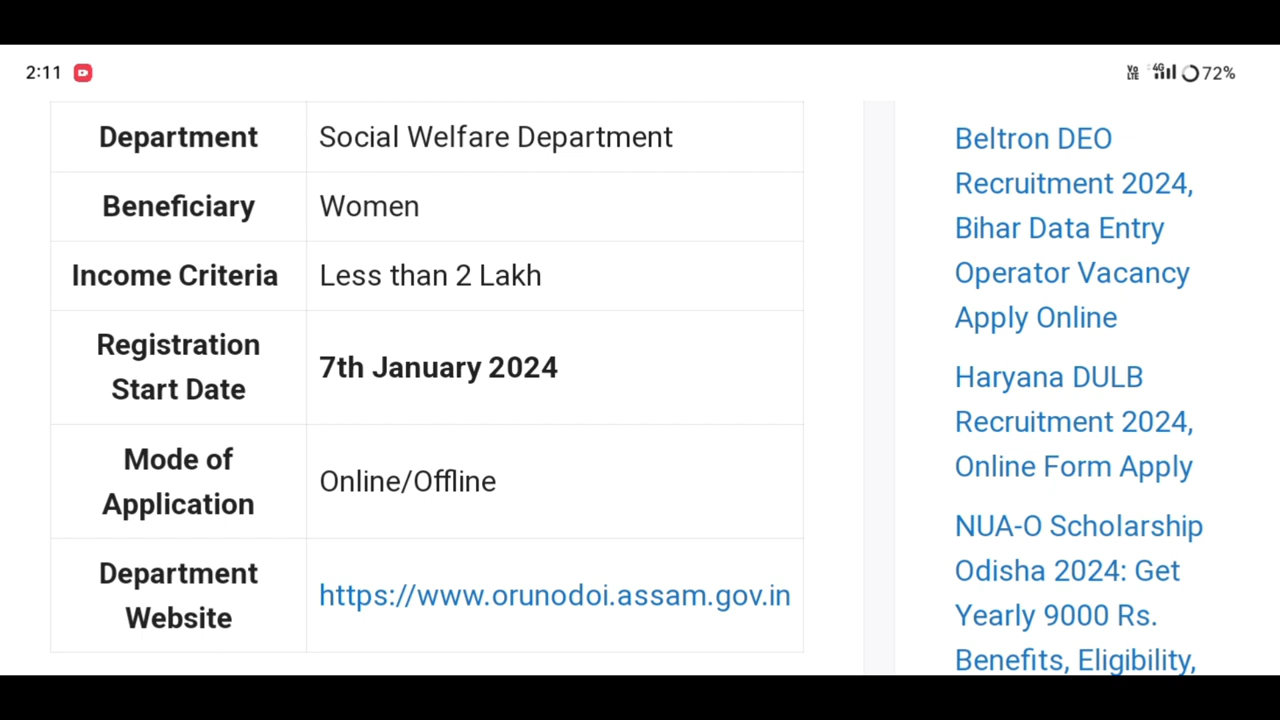 2:11
Vo LTE 4G 72%
Department Social Welfare Department
Beneficiary Women
Income Criteria Less than 2 Lakh
Registration
Start Date
7th January 2024
Mode of
Application
Online/Offline
Department
Website
https://www.orunodoi.assam.gov.in
Beltron DEO
Recruitment 2024,
Bihar Data Entry
Operator Vacancy
Apply Online
Haryana DULB
Recruitment 2024,
Online Form Apply
NUA-O Scholarship
Odisha 2024: Get
Yearly 9000 Rs.
Benefits, Eligibility,